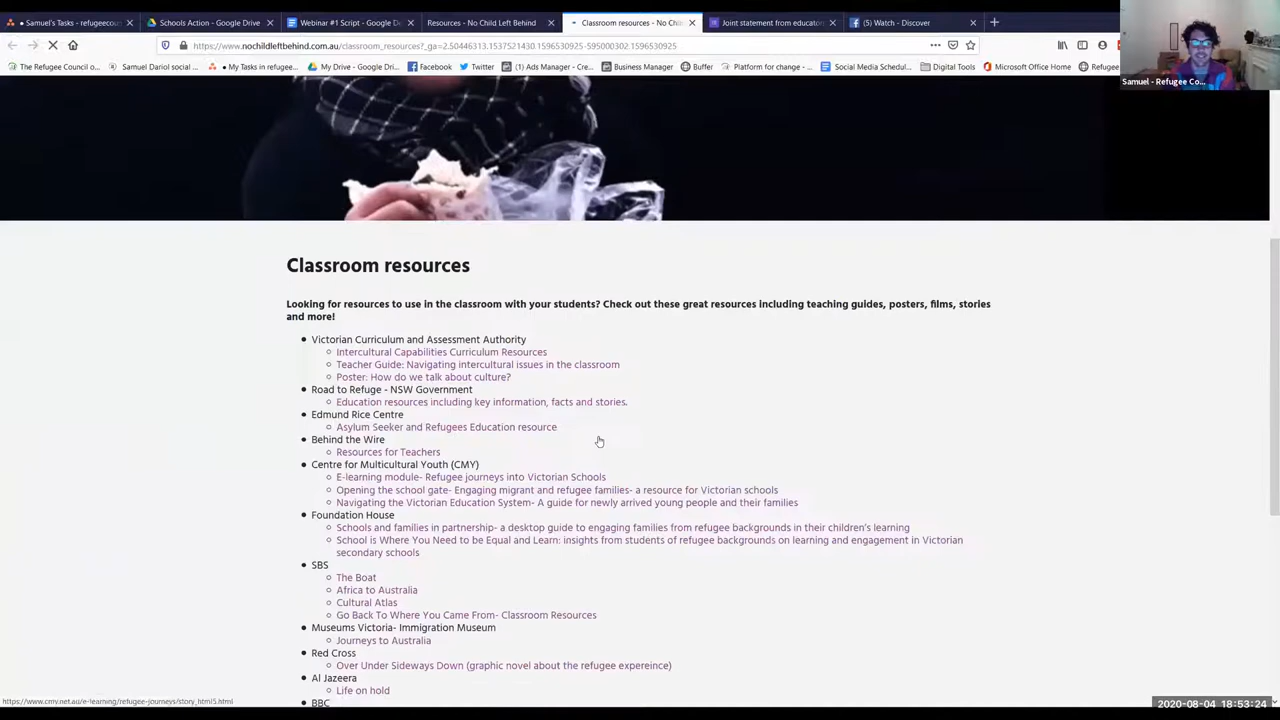 • Samuel's Tasks - refugeecou
Schools Action - Google Drive
Webinar #1 Script - Google De
Resources - No Child Left Behind
Classroom resources - No Chi
Joint statement from educator
(5) Watch - Discover
https://www.nochildleftbehind.com.au/classroom_resources?_ga=2.50446313.1537521430.1596530925-595000302.1596530925
The Refugee Council o...
Samuel Dariol social ...
• My Tasks in refugee...
My Drive - Google Dri...
Facebook
Twitter
(1) Ads Manager - Cre...
Business Manager
Buffer
Platform for change - ...
Social Media Schedul...
Digital Tools
Microsoft Office Home
Refugee
Samuel - Refugee Co...
Classroom resources
Looking for resources to use in the classroom with your students? Check out these great resources including teaching guides, posters, films, stories
and more!
Victorian Curriculum and Assessment Authority
Intercultural Capabilities Curriculum Resources
Teacher Guide: Navigating intercultural issues in the classroom
Poster: How do we talk about culture?
Road to Refuge - NSW Government
Education resources including key information, facts and stories.
Edmund Rice Centre
Asylum Seeker and Refugees Education resource
Behind the Wire
Resources for Teachers
Centre for Multicultural Youth (CMY)
E-learning module- Refugee journeys into Victorian Schools
Opening the school gate- Engaging migrant and refugee families- a resource for Victorian schools
Navigating the Victorian Education System- A guide for newly arrived young people and their families
Foundation House
Schools and families in partnership- a desktop guide to engaging families from refugee backgrounds in their children's learning
School is Where You Need to be Equal and Learn: insights from students of refugee backgrounds on learning and engagement in Victorian
secondary schools
SBS
The Boat
Africa to Australia
Cultural Atlas
Go Back To Where You Came From- Classroom Resources
Museums Victoria- Immigration Museum
Journeys to Australia
Red Cross
Over Under Sideways Down (graphic novel about the refugee expereince)
Al Jazeera
Life on hold
BBC
https://www.cmy.net.au/e-learning/refugee-journeys/story_html5.html
2020-08-04 18:53:24